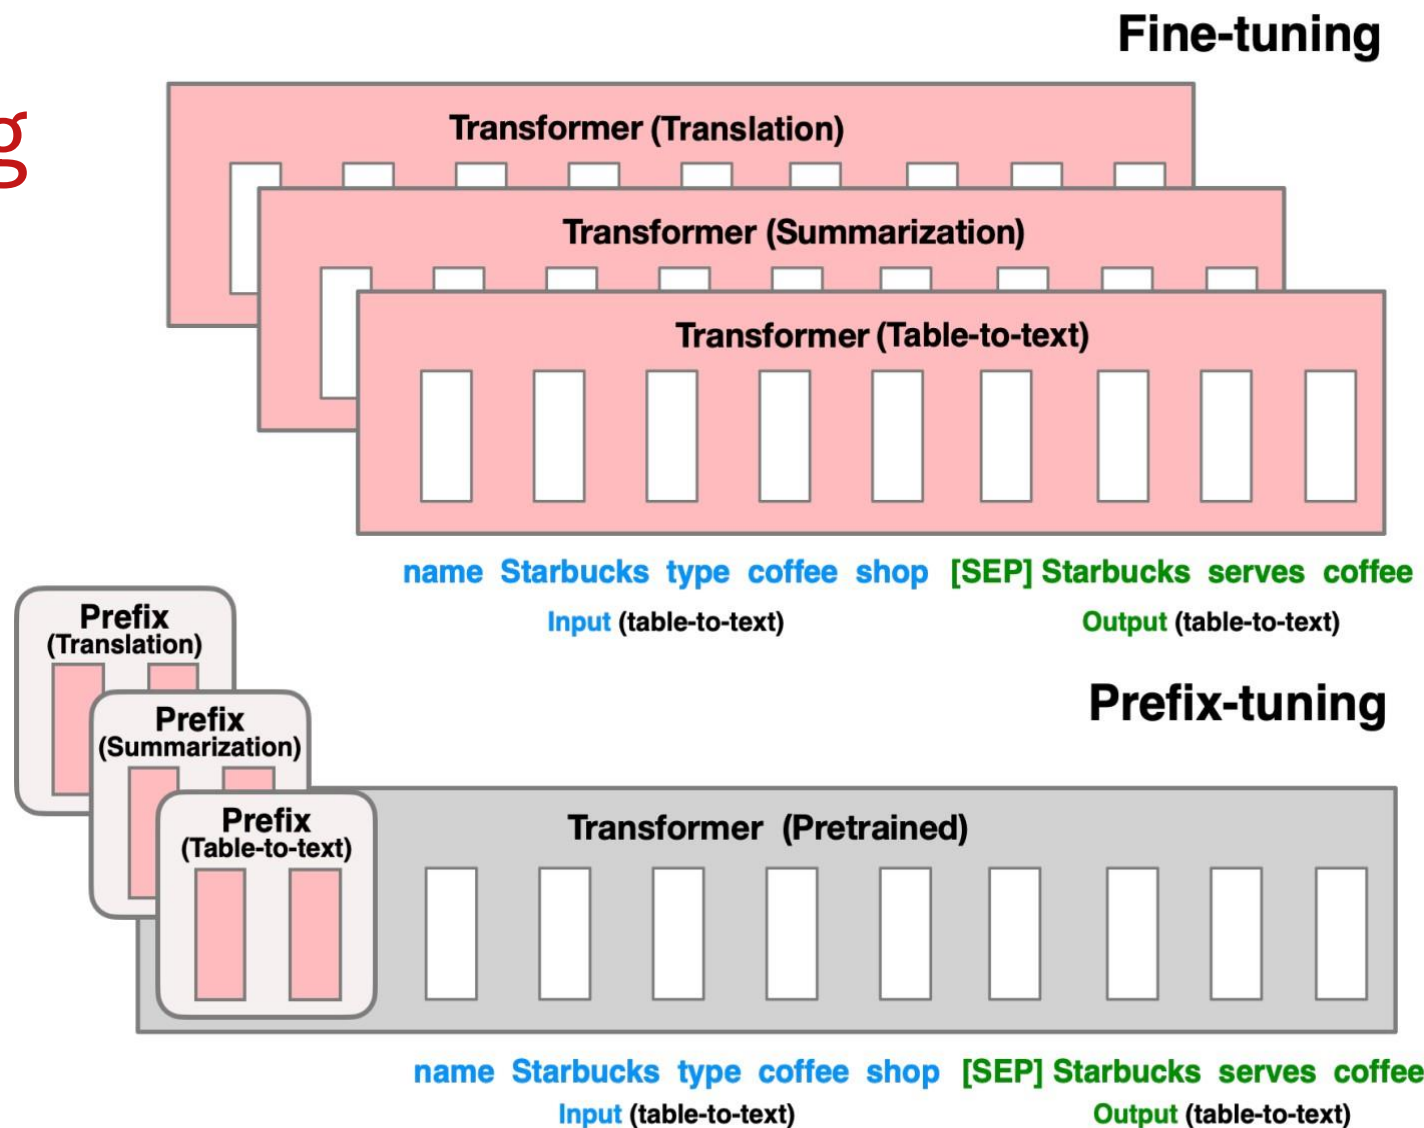 Fine-tuning
g
Transformer (Translation)
Transformer (Summarization)
Transformer (Table-to-text)
name Starbucks type coffee shop [SEP] Starbucks serves coffee
Input (table-to-text) Output (table-to-text)
Prefix
(Translation)
Prefix-tuning
Prefix
(Summarization)
Prefix
(Table-to-text)
Transformer (Pretrained)
name Starbucks type coffee shop [SEP] Starbucks serves coffee
Input (table-to-text) Output (table-to-text)